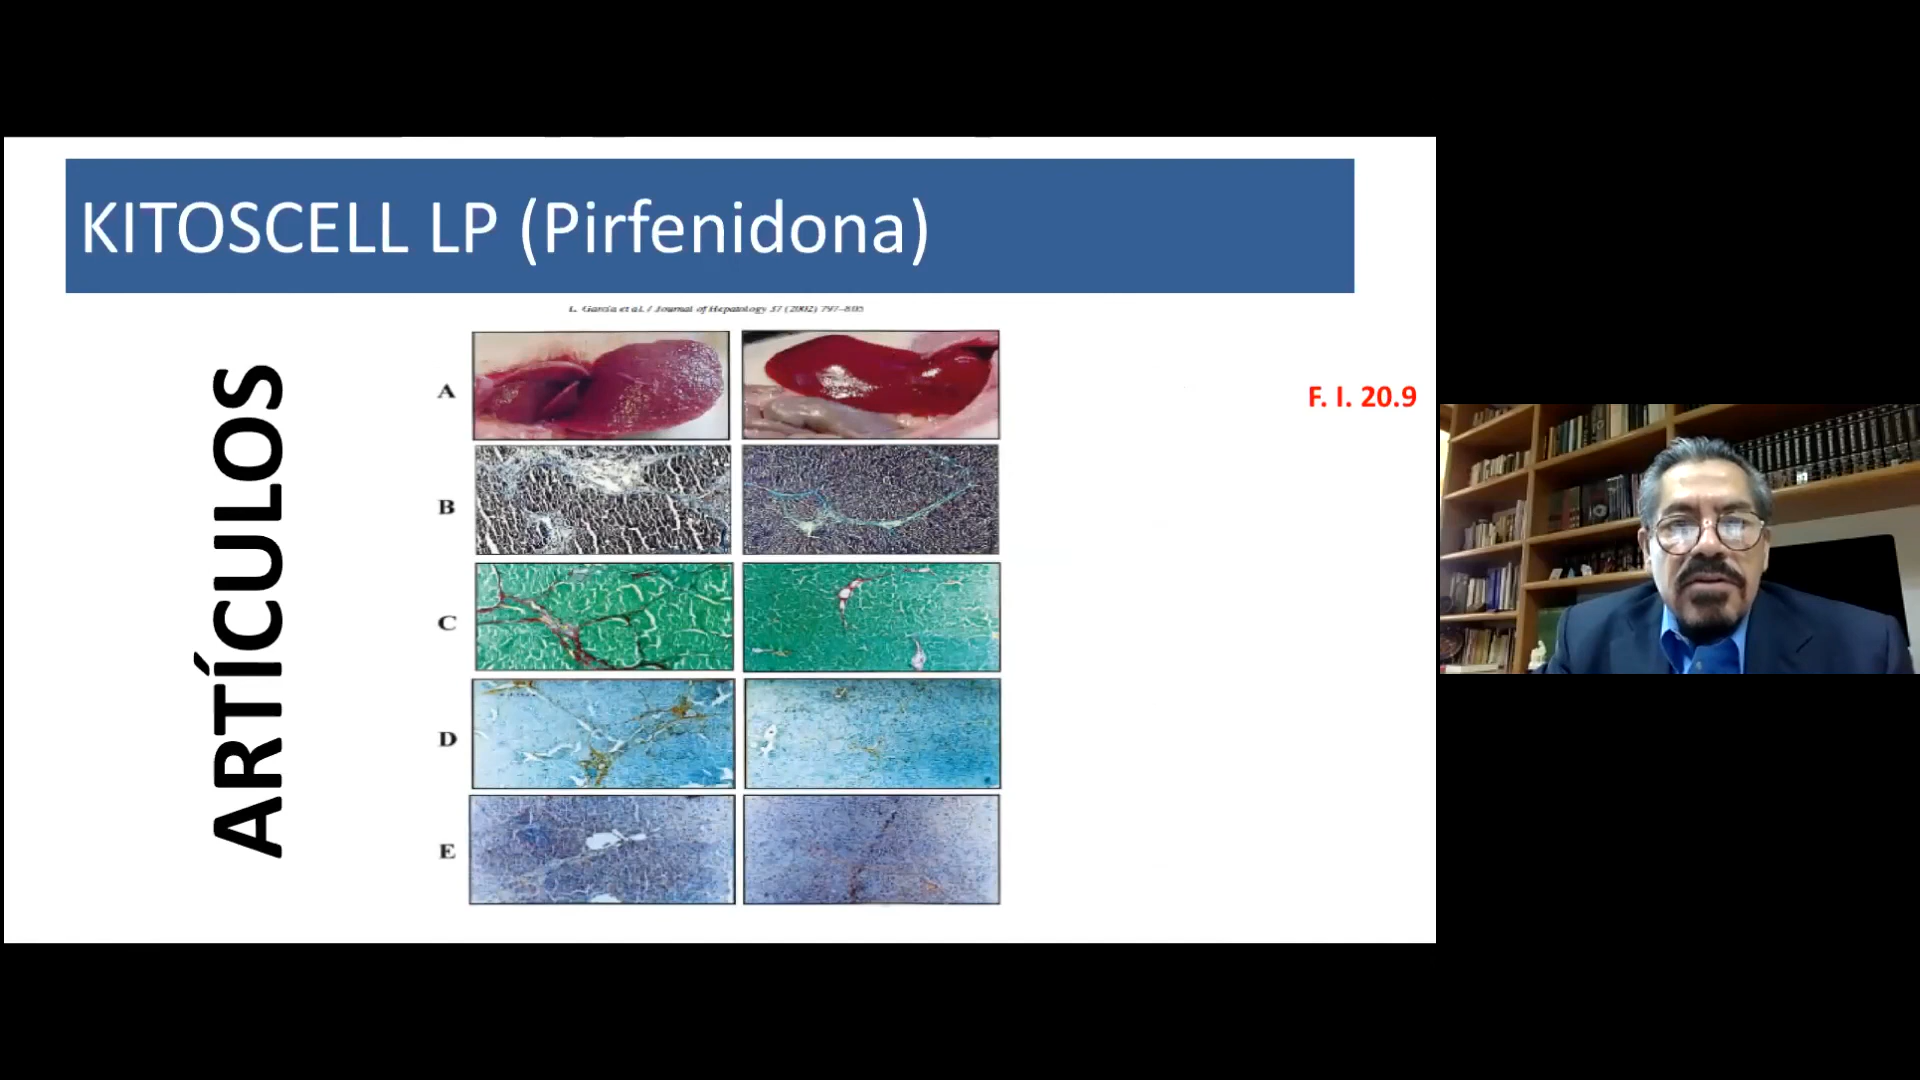 KITOSCELL LP (Pirfenidona)
L. García et al. / Journal of Hepatology 37 (2002) 797–805
ARTÍCULOS
A
F. I. 20.9
B
C
D
E